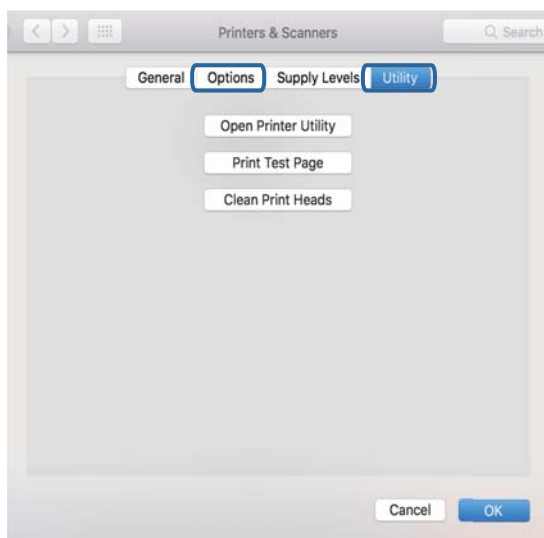 Printers & Scanners Search
General Options Supply Levels Utility
Open Printer Utility
Print Test Page
Clean Print Heads
Cancel OK